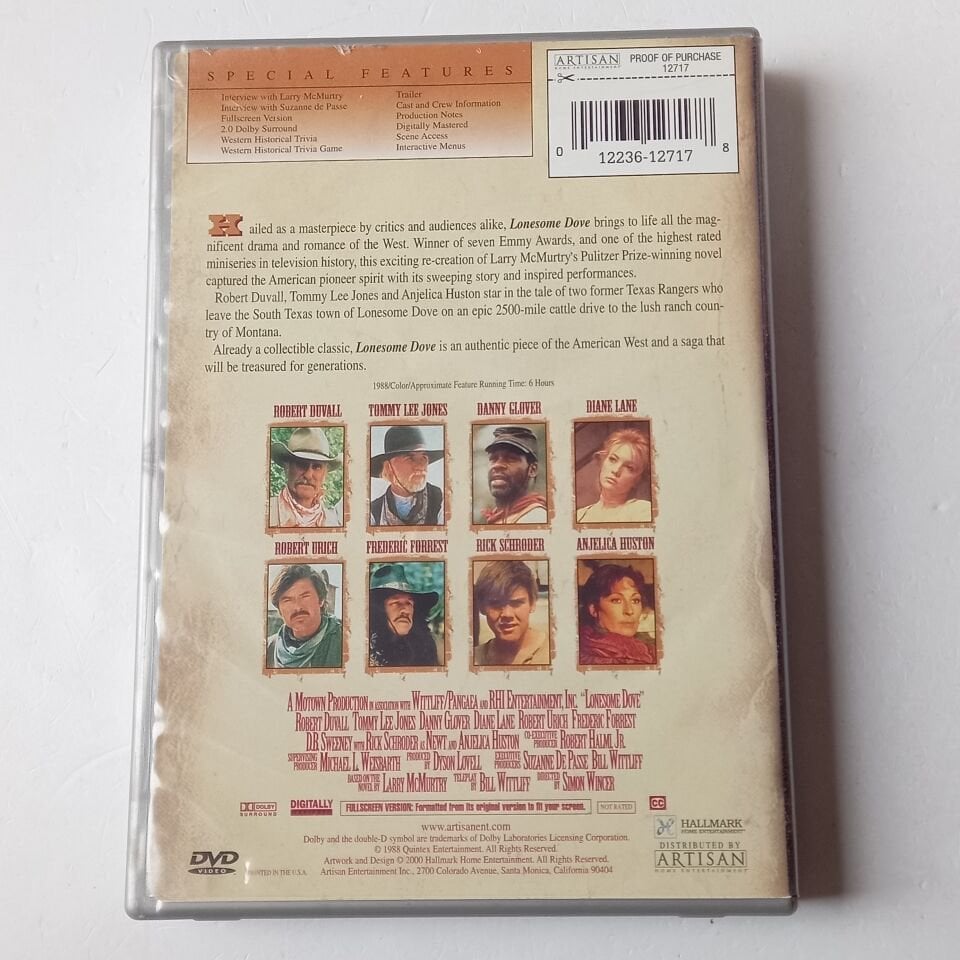 SPECIAL FEATURES
Interview with Larry McMurtry
Interview with Suzanne de Passe
Fullscreen Version
2.0 Dolby Surround
Western Historical Trivia
Western Historical Trivia Game
Trailer
Cast and Crew Information
Production Notes
Digitally Mastered
Scene Access
Interactive Menus
ARTISAN
HOME ENTERTAINMENT
PROOF OF PURCHASE
12717
0 12236-12717 8
Hailed as a masterpiece by critics and audiences alike, Lonesome Dove brings to life all the mag-
nificent drama and romance of the West. Winner of seven Emmy Awards, and one of the highest rated
miniseries in television history, this exciting re-creation of Larry McMurtry's Pulitzer Prize-winning novel
captured the American pioneer spirit with its sweeping story and inspired performances.
Robert Duvall, Tommy Lee Jones and Anjelica Huston star in the tale of two former Texas Rangers who
leave the South Texas town of Lonesome Dove on an epic 2500-mile cattle drive to the lush ranch coun-
try of Montana.
Already a collectible classic, Lonesome Dove is an authentic piece of the American West and a saga that
will be treasured for generations.
1988/Color/Approximate Feature Running Time: 6 Hours
ROBERT DUVALL TOMMY LEE JONES DANNY GLOVER DIANE LANE
ROBERT URICH FREDERIC FORREST RICK SCHRODER ANJELICA HUSTON
A MOTOWN PRODUCTION IN ASSOCIATION WITH WITTLIFF/PANGAEA AND RHI ENTERTAINMENT, INC. "LONESOME DOVE"
ROBERT DUVALL TOMMY LEE JONES DANNY GLOVER DIANE LANE ROBERT URICH FREDERIC FORREST
D.B. SWEENEY WITH RICK SCHRODER AS NEWT AND ANJELICA HUSTON CO-EXECUTIVE PRODUCER ROBERT HALMI, JR.
SUPERVISING PRODUCER MICHAEL L. WEISBARTH PRODUCED BY DYSON LOVELL EXECUTIVE PRODUCERS SUZANNE DE PASSE BILL WITTLIFF
BASED ON THE NOVEL BY LARRY MCMURTRY TELEPLAY BY BILL WITTLIFF DIRECTED BY SIMON WINCER
DOLBY SURROUND
DIGITALLY
FULLSCREEN VERSION: Formatted from its original version to fit your screen.
NOT RATED
CC
www.artisanent.com
Dolby and the double-D symbol are trademarks of Dolby Laboratories Licensing Corporation.
© 1988 Quintex Entertainment. All Rights Reserved.
Artwork and Design © 2000 Hallmark Home Entertainment. All Rights Reserved.
Artisan Entertainment Inc., 2700 Colorado Avenue, Santa Monica, California 90404
DVD
VIDEO
PRINTED IN THE U.S.A.
HALLMARK
HOME ENTERTAINMENT
DISTRIBUTED BY
ARTISAN
HOME ENTERTAINMENT